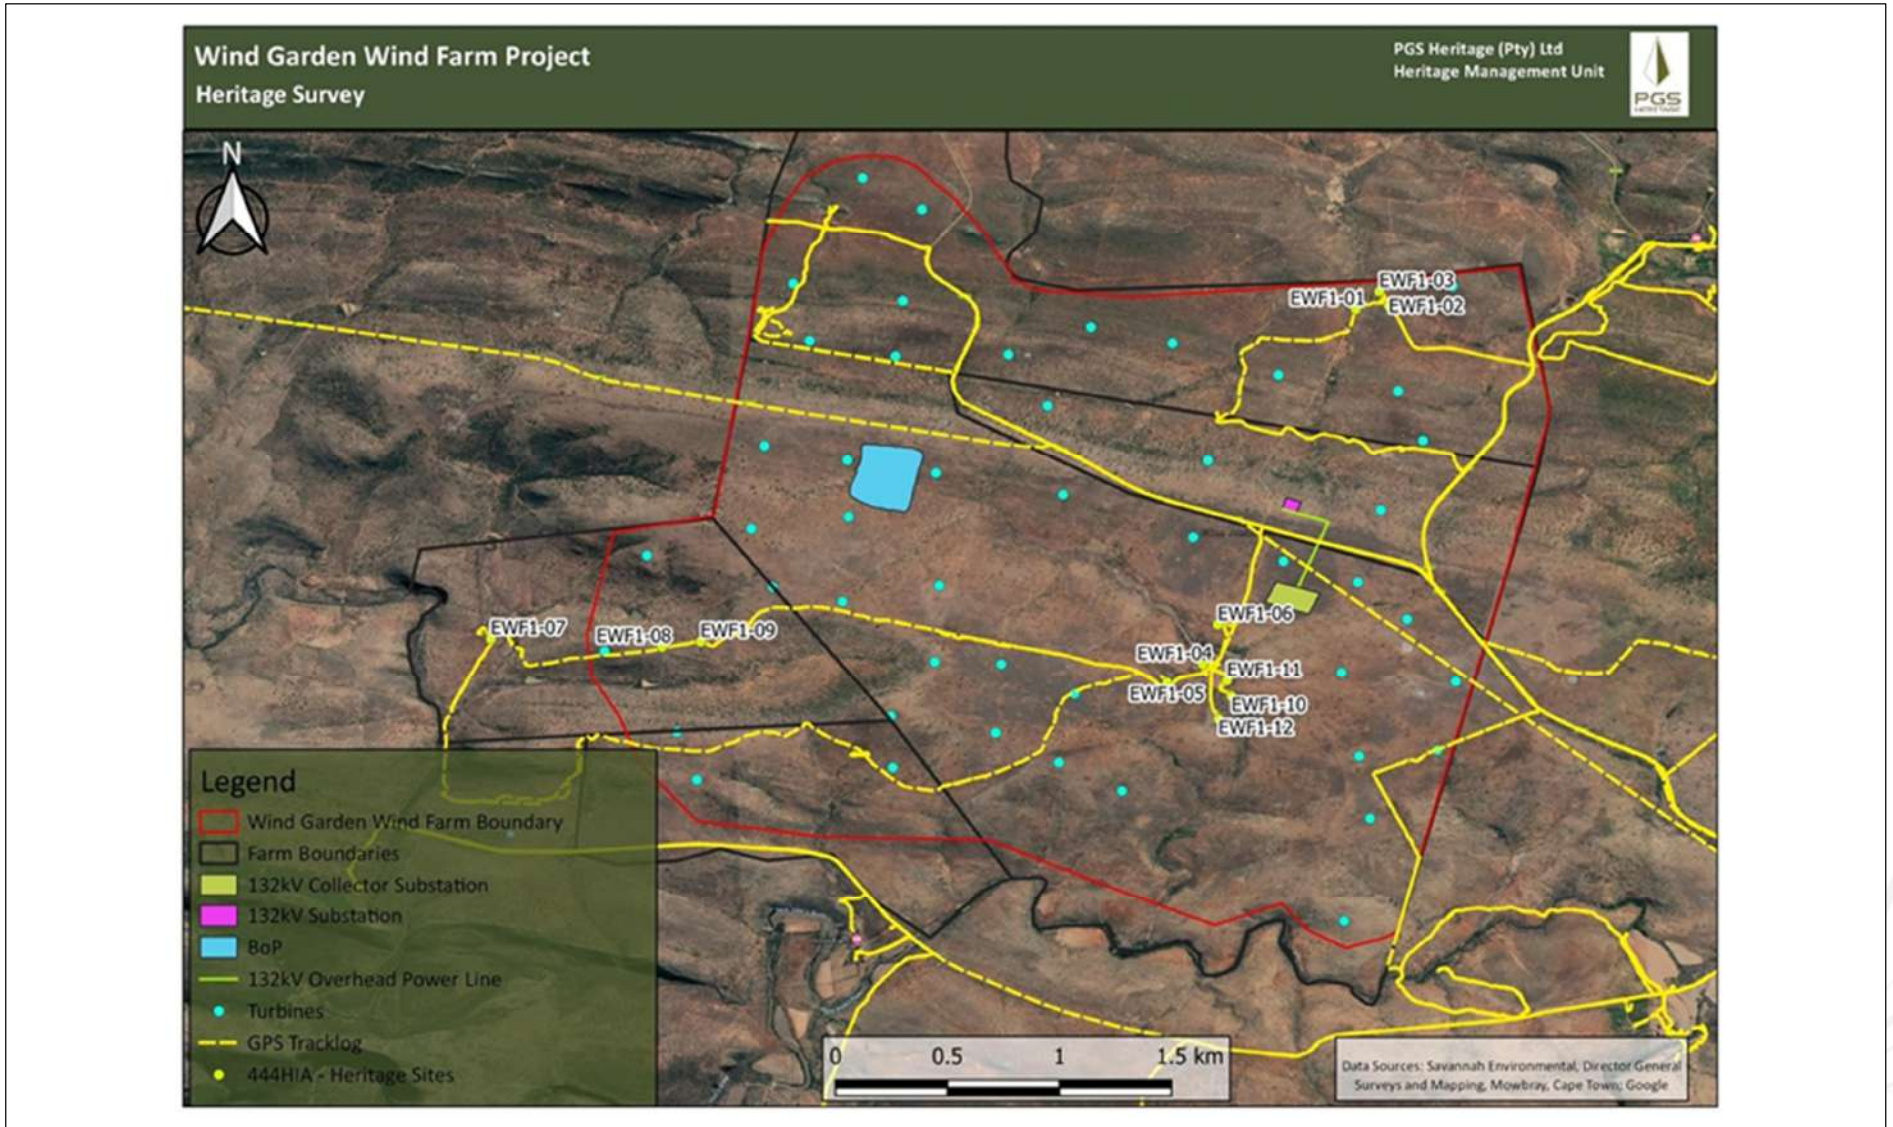 Wind Garden Wind Farm Project
Heritage Survey
PGS Heritage (Pty) Ltd
Heritage Management Unit
PGS
N
EWF1-03
EWF1-01
EWF1-02
EWF1-07
EWF1-08
EWF1-09
EWF1-06
EWF1-04
EWF1-11
EWF1-05
EWF1-10
EWF1-12
Legend
Wind Garden Wind Farm Boundary
Farm Boundaries
132kV Collector Substation
132kV Substation
BoP
132kV Overhead Power Line
Turbines
GPS Tracklog
444HIA - Heritage Sites
0 0.5 1 1.5 km
Data Sources: Savannah Environmental, Director General
Surveys and Mapping, Mowbray, Cape Town; Google